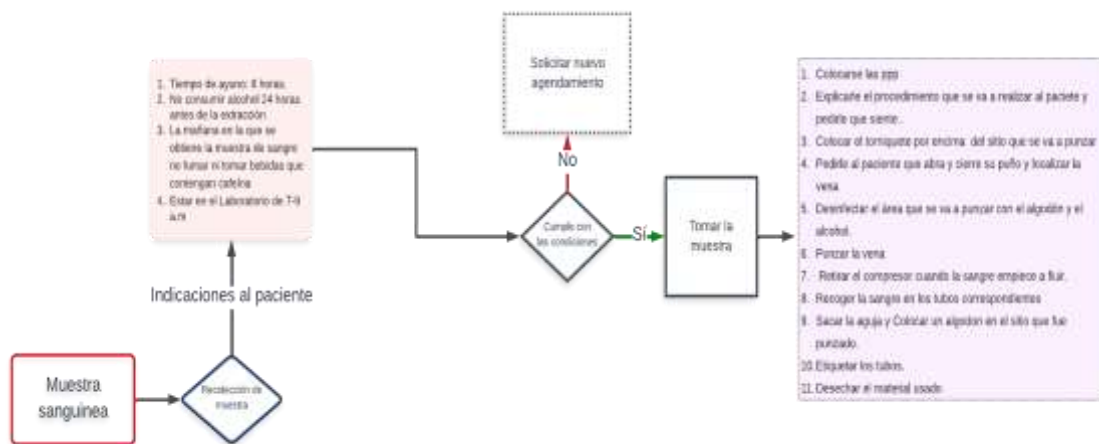 Solicitar nuevo
agendamiento
1. Tiempo de ayuno: 8 horas.
2. No consumir alcohol 24 horas
antes de la extracción
3. La mañana en la que se
obtiene la muestra de sangre
no fumar ni tomar bebidas que
contengan cafeína
4. Estar en el Laboratorio de 7-9
a.m
1. Colocarse las ppp
2. Explicarle el procedimiento que se va a realizar al paciete y
pedirle que siente..
3. Colocar el torniquete por encima del sitio que se va a punzar
4. Pedirle al paciente que abra y cierre su puño y localizar la
vena
5. Desinfectar el área que se va a punzar con el algodón y el
alcohol.
6. Punzar la vena
7. Retirar el compresor cuando la sangre empiece a fluir.
8. Recoger la sangre en los tubos correspondientes
9. Sacar la aguja y Colocar un algodon en el sitio que fue
punzado.
10. Etiquetar los tubos.
11. Desechar el material usado
No
Cumple con
las condiciones
Sí
Tomar la
muestra
Indicaciones al paciente
Muestra
sanguinea
Recolección de
muestra